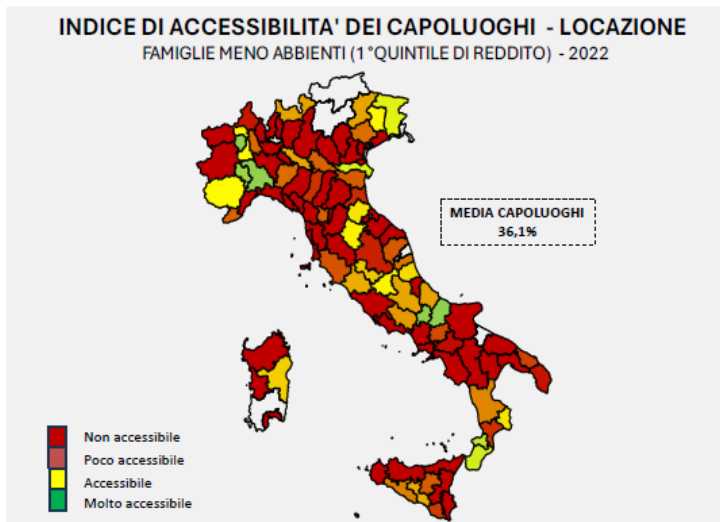 INDICE DI ACCESSIBILITA' DEI CAPOLUOGHI - LOCAZIONE
FAMIGLIE MENO ABBIENTI (1°QUINTILE DI REDDITO) - 2022
MEDIA CAPOLUOGHI
36,1%
Non accessibile
Poco accessibile
Accessibile
Molto accessibile